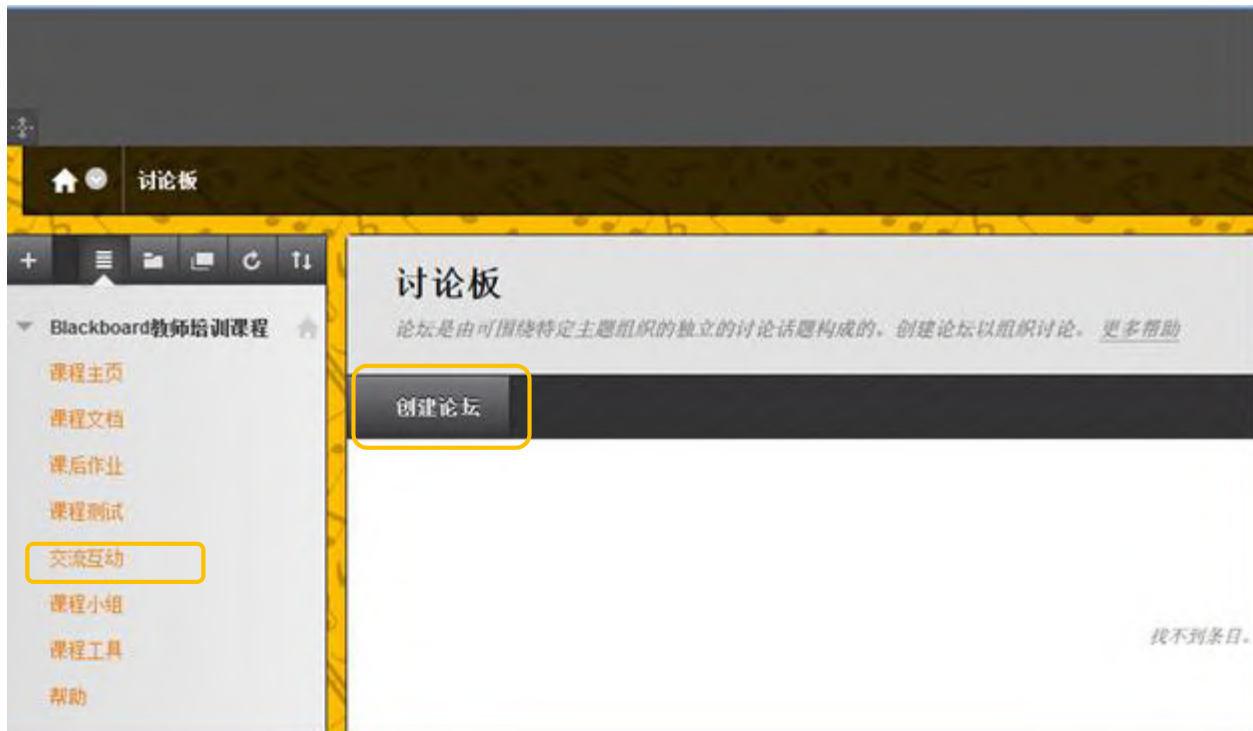 讨论板
Blackboard教师培训课程
课程主页
课程文档
课后作业
课程测试
交流互动
课程小组
课程工具
帮助
讨论板
论坛是由可围绕特定主题组织的独立的讨论话题构成的。创建论坛以组织讨论。 更多帮助
创建论坛
找不到条目。